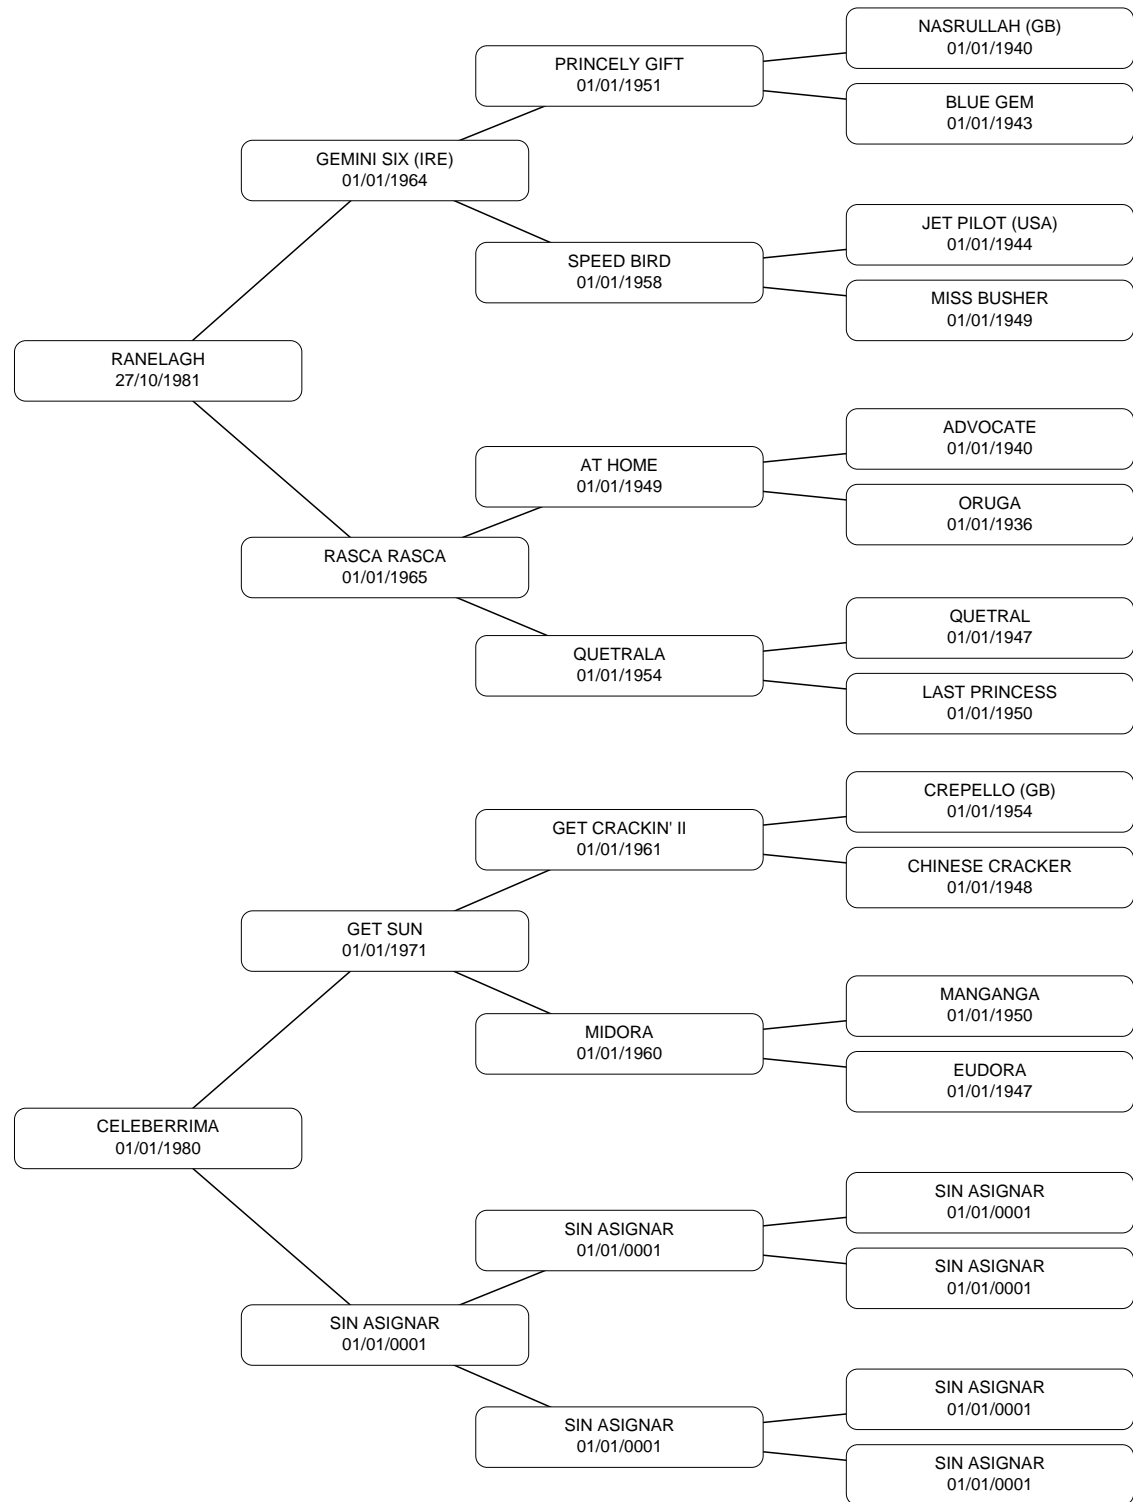 NASRULLAH (GB)
01/01/1940
PRINCELY GIFT
01/01/1951
BLUE GEM
01/01/1943
GEMINI SIX (IRE)
01/01/1964
JET PILOT (USA)
01/01/1944
SPEED BIRD
01/01/1958
MISS BUSHER
01/01/1949
RANELAGH
27/10/1981
ADVOCATE
01/01/1940
AT HOME
01/01/1949
ORUGA
01/01/1936
RASCA RASCA
01/01/1965
QUETRAL
01/01/1947
QUETRALA
01/01/1954
LAST PRINCESS
01/01/1950
CREPELLO (GB)
01/01/1954
GET CRACKIN' II
01/01/1961
CHINESE CRACKER
01/01/1948
GET SUN
01/01/1971
MANGANGA
01/01/1950
MIDORA
01/01/1960
EUDORA
01/01/1947
CELEBERRIMA
01/01/1980
SIN ASIGNAR
01/01/0001
SIN ASIGNAR
01/01/0001
SIN ASIGNAR
01/01/0001
SIN ASIGNAR
01/01/0001
SIN ASIGNAR
01/01/0001
SIN ASIGNAR
01/01/0001
SIN ASIGNAR
01/01/0001